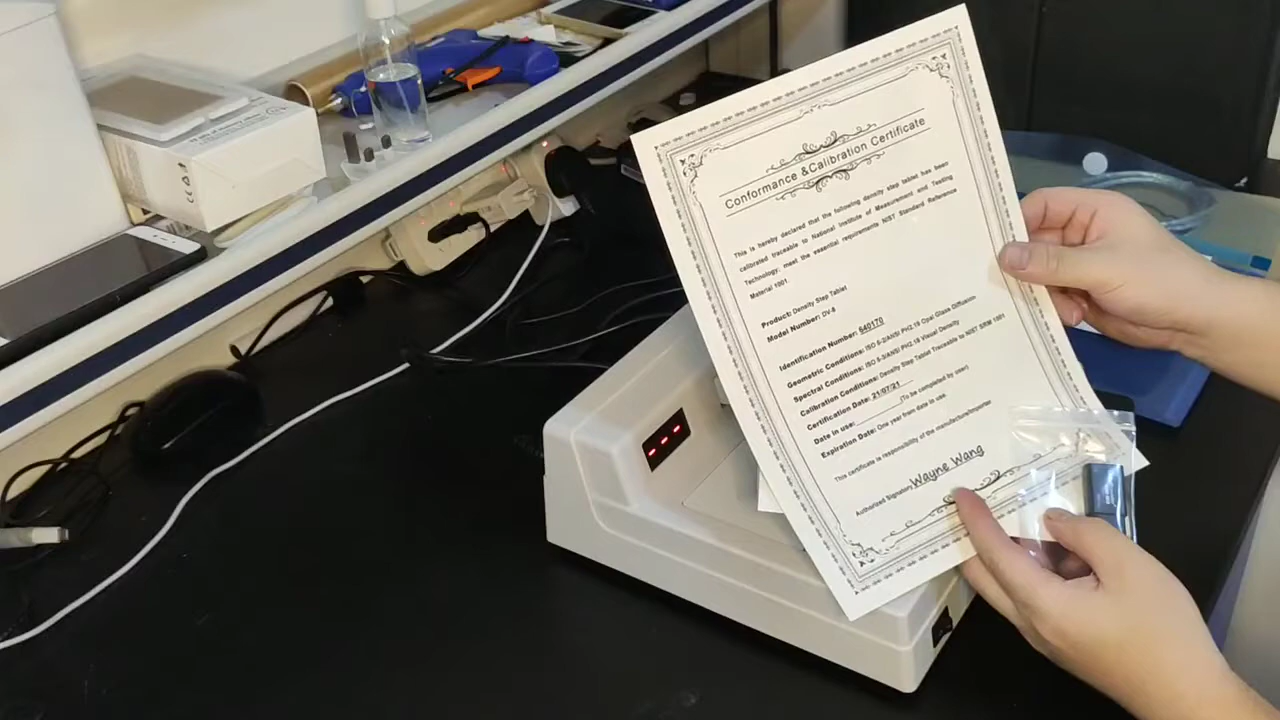 Conformance &Calibration Certificate
This is hereby declared that the following density step tablet has been
calibrated traceable to National Institute of Measurement and Testing
Technology: meet the essential requirements NIST Standard Reference
Material 1001
Product: Density Step Tablet
Model Number: DV-8
Identification Number: 640170
Geometric Conditions: ISO 5-2/ANSI PH2.19 Opal Glass Diffusion
Spectral Conditions: ISO 5-3/ANSI PH2.18 Visual Density
Calibration Conditions: Density Step Tablet Traceable to NIST SRM 1001
Certification Date: 21/07/21
Date in use: (To be completed by user)
Expiration Date: One year from date in use.
This certificate is responsibility of the manufacture/importer
Authorized Signatory Wayne Wang